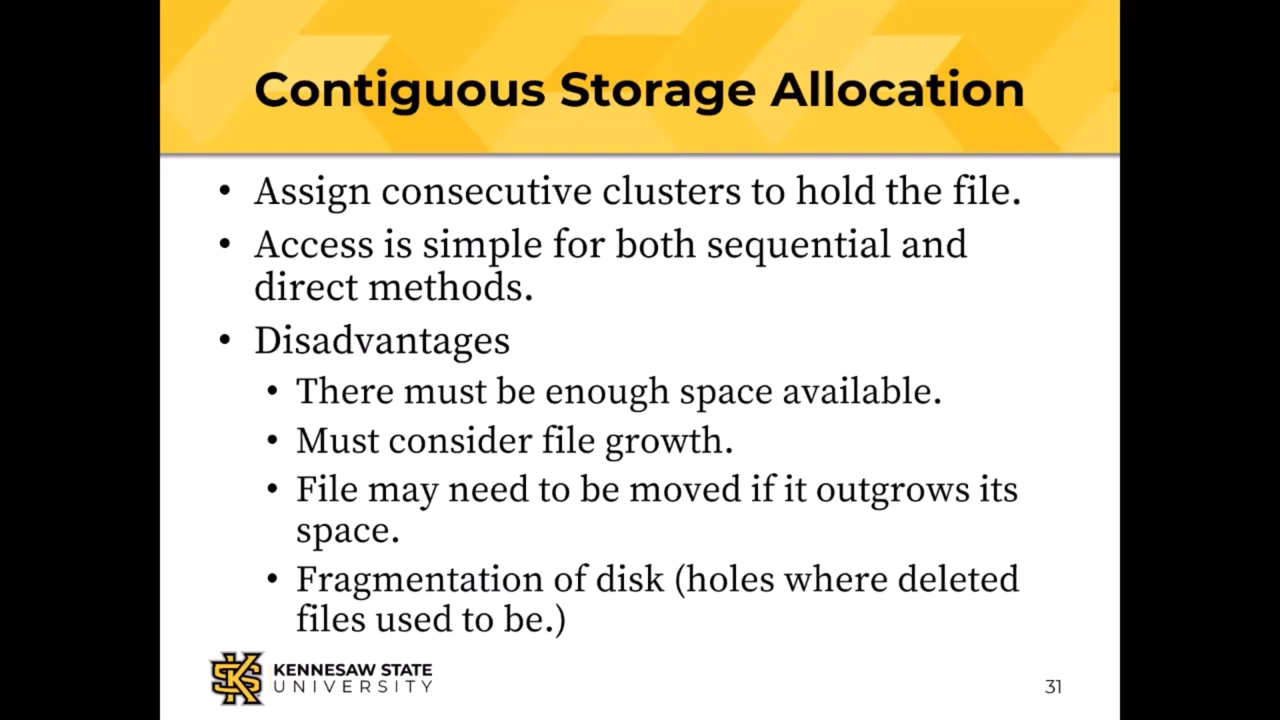 Contiguous Storage Allocation
• Assign consecutive clusters to hold the file.
• Access is simple for both sequential and
direct methods.
• Disadvantages
• There must be enough space available.
• Must consider file growth.
• File may need to be moved if it outgrows its
space.
• Fragmentation of disk (holes where deleted
files used to be.)
KENNESAW STATE
UNIVERSITY
31